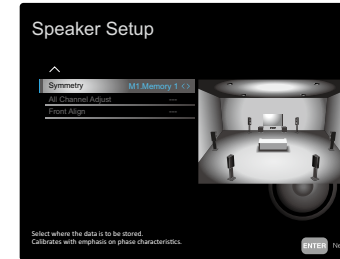 Speaker Setup
Symmetry M1.Memory 1
All Channel Adjust ---
Front Align ---
Select where the data is to be stored.
Calibrates with emphasis on phase characteristics.
ENTER